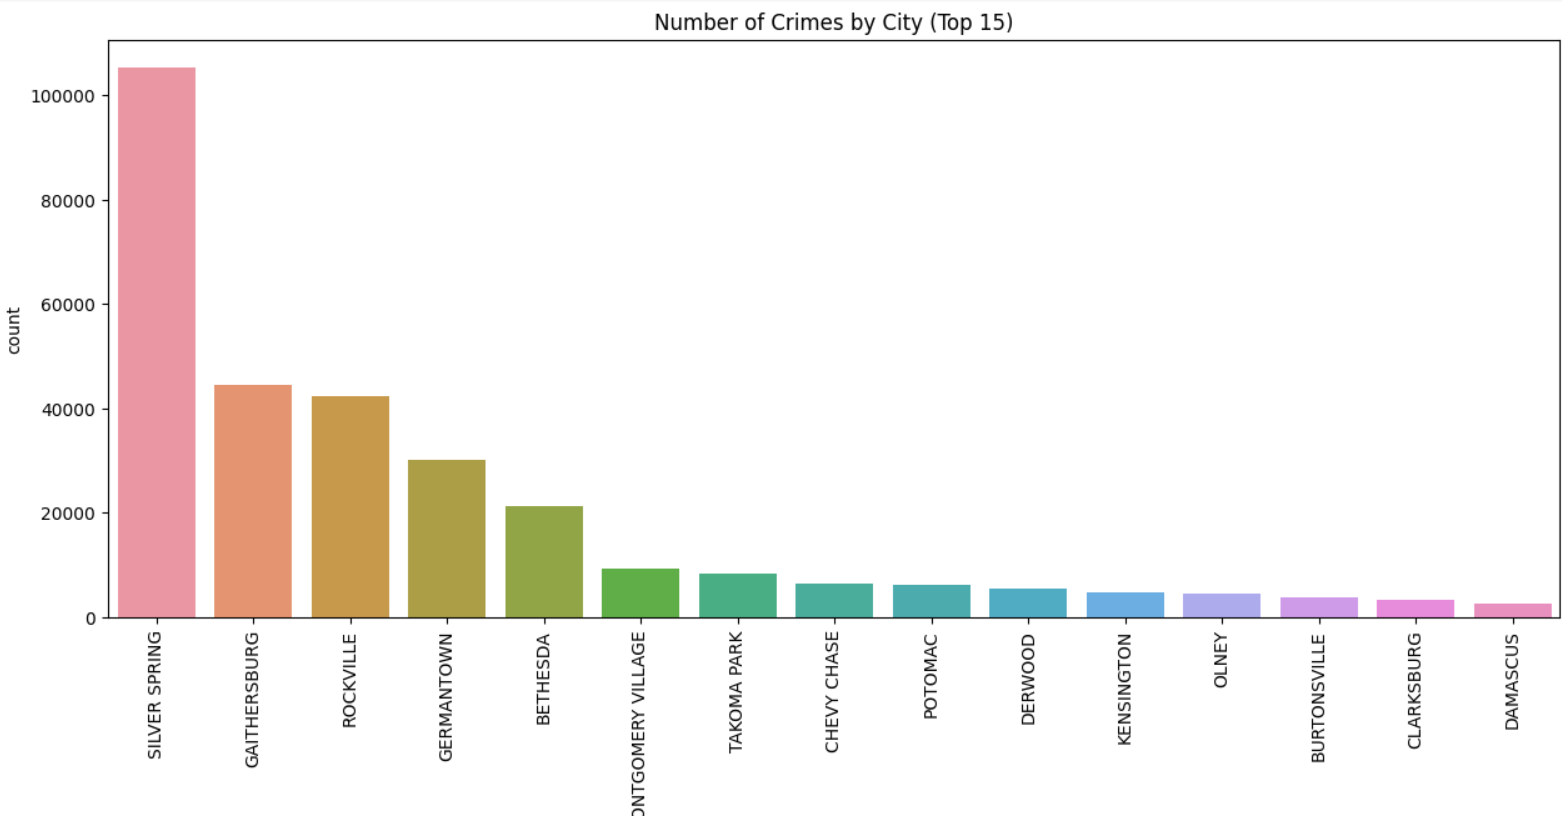 Number of Crimes by City (Top 15)
100000
80000
60000
40000
20000
0
count
SILVER SPRING
GAITHERSBURG
ROCKVILLE
GERMANTOWN
BETHESDA
ONTGOMERY VILLAGE
TAKOMA PARK
CHEVY CHASE
POTOMAC
DERWOOD
KENSINGTON
OLNEY
BURTONSVILLE
CLARKSBURG
DAMASCUS